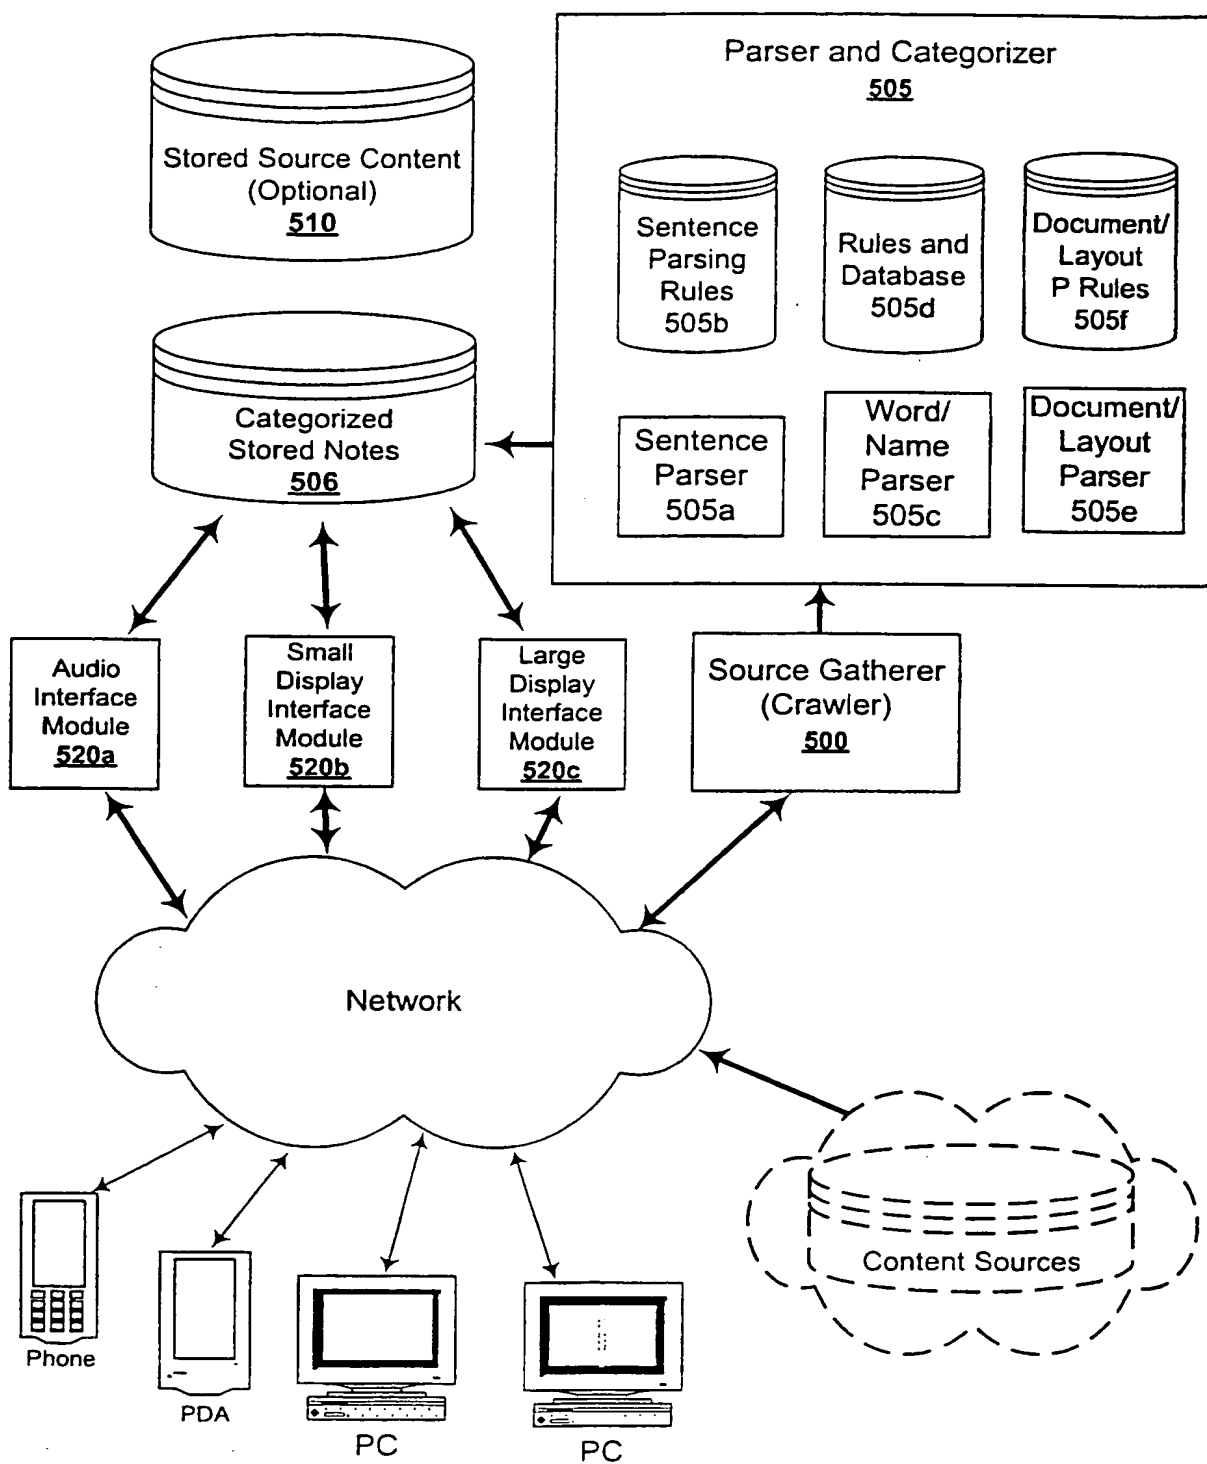 Parser and Categorizer
505
Stored Source Content
(Optional)
510
Sentence
Parsing
Rules
505b
Rules and
Database
505d
Document/
Layout
P Rules
505f
Categorized
Stored Notes
506
Sentence
Parser
505a
Word/
Name
Parser
505c
Document/
Layout
Parser
505e
Audio
Interface
Module
520a
Small
Display
Interface
Module
520b
Large
Display
Interface
Module
520c
Source Gatherer
(Crawler)
500
Network
Content Sources
Phone
PDA
PC
PC